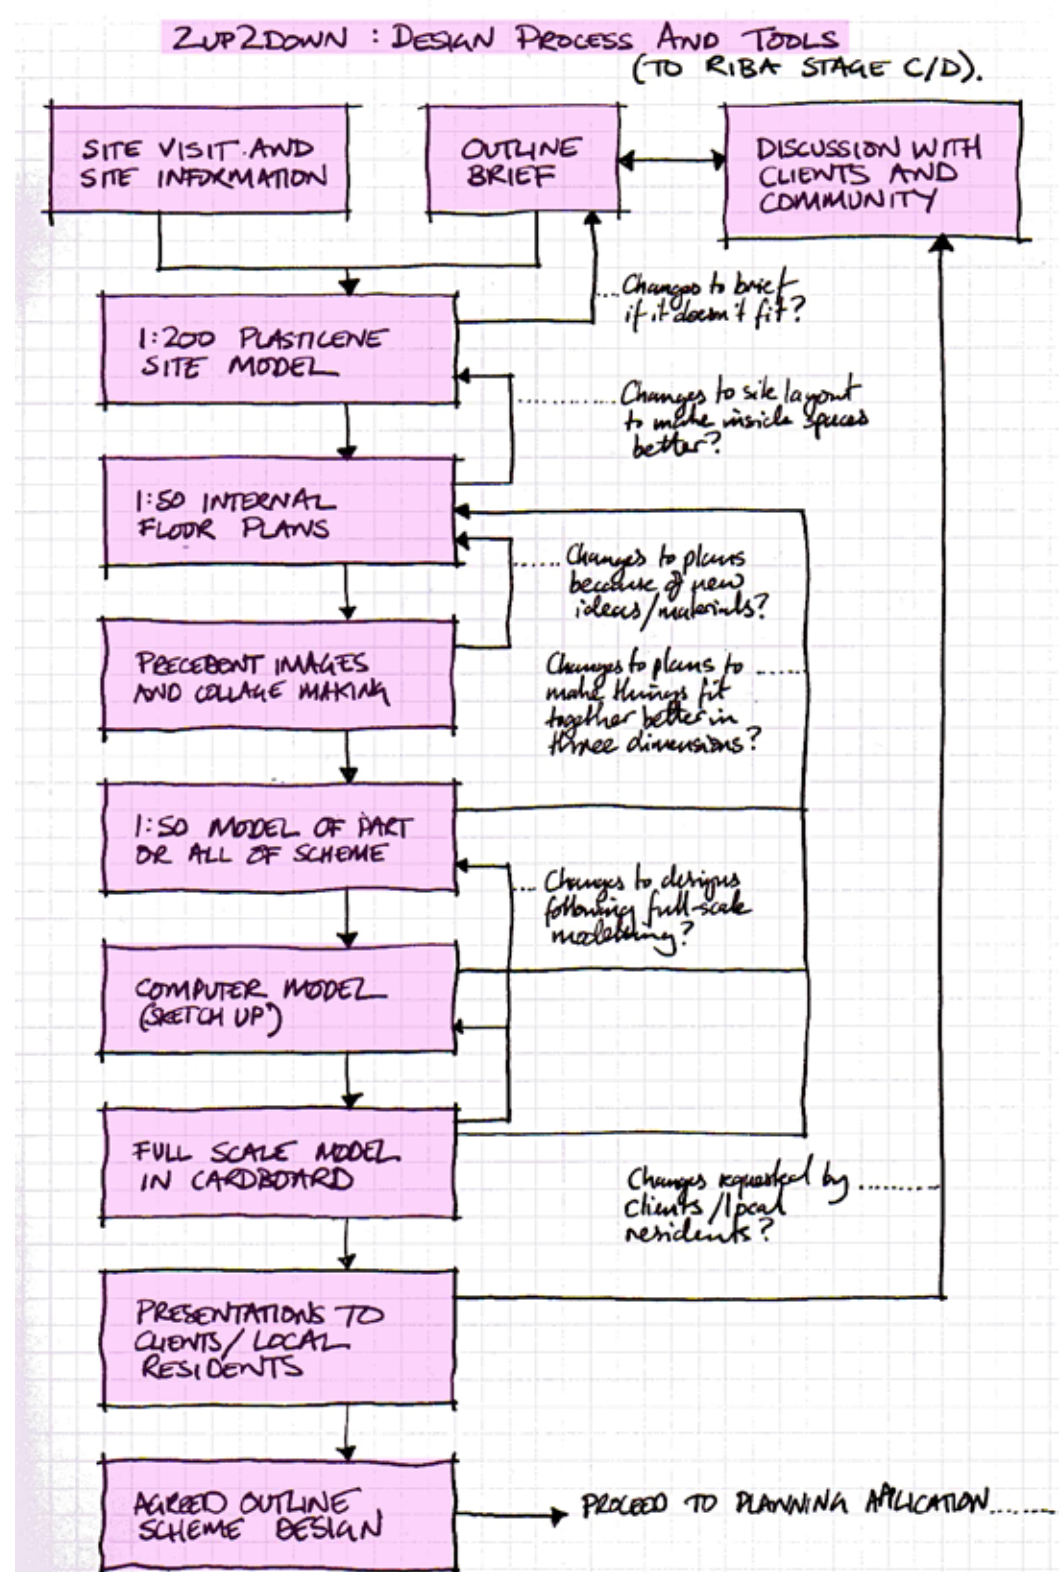 2UP2DOWN : DESIGN PROCESS AND TOOLS
(TO RIBA STAGE C/D).
SITE VISIT AND
SITE INFORMATION
OUTLINE
BRIEF
DISCUSSION WITH
CLIENTS AND
COMMUNITY
Changes to brief
if it doesn't fit?
1:200 PLASTICENE
SITE MODEL
Changes to site layout
to make inside spaces
better?
1:50 INTERNAL
FLOOR PLANS
Changes to plans
because of new
ideas/materials?
PRECEDENT IMAGES
AND COLLAGE MAKING
Changes to plans to
make things fit
together better in
three dimensions?
1:50 MODEL OF PART
OR ALL OF SCHEME
Changes to designs
following full-scale
modelling?
COMPUTER MODEL
('SKETCH UP')
FULL SCALE MODEL
IN CARDBOARD
Changes requested by
clients/local
residents?
PRESENTATIONS TO
CLIENTS/LOCAL
RESIDENTS
AGREED OUTLINE
SCHEME DESIGN
PROCEED TO PLANNING APPLICATION.......